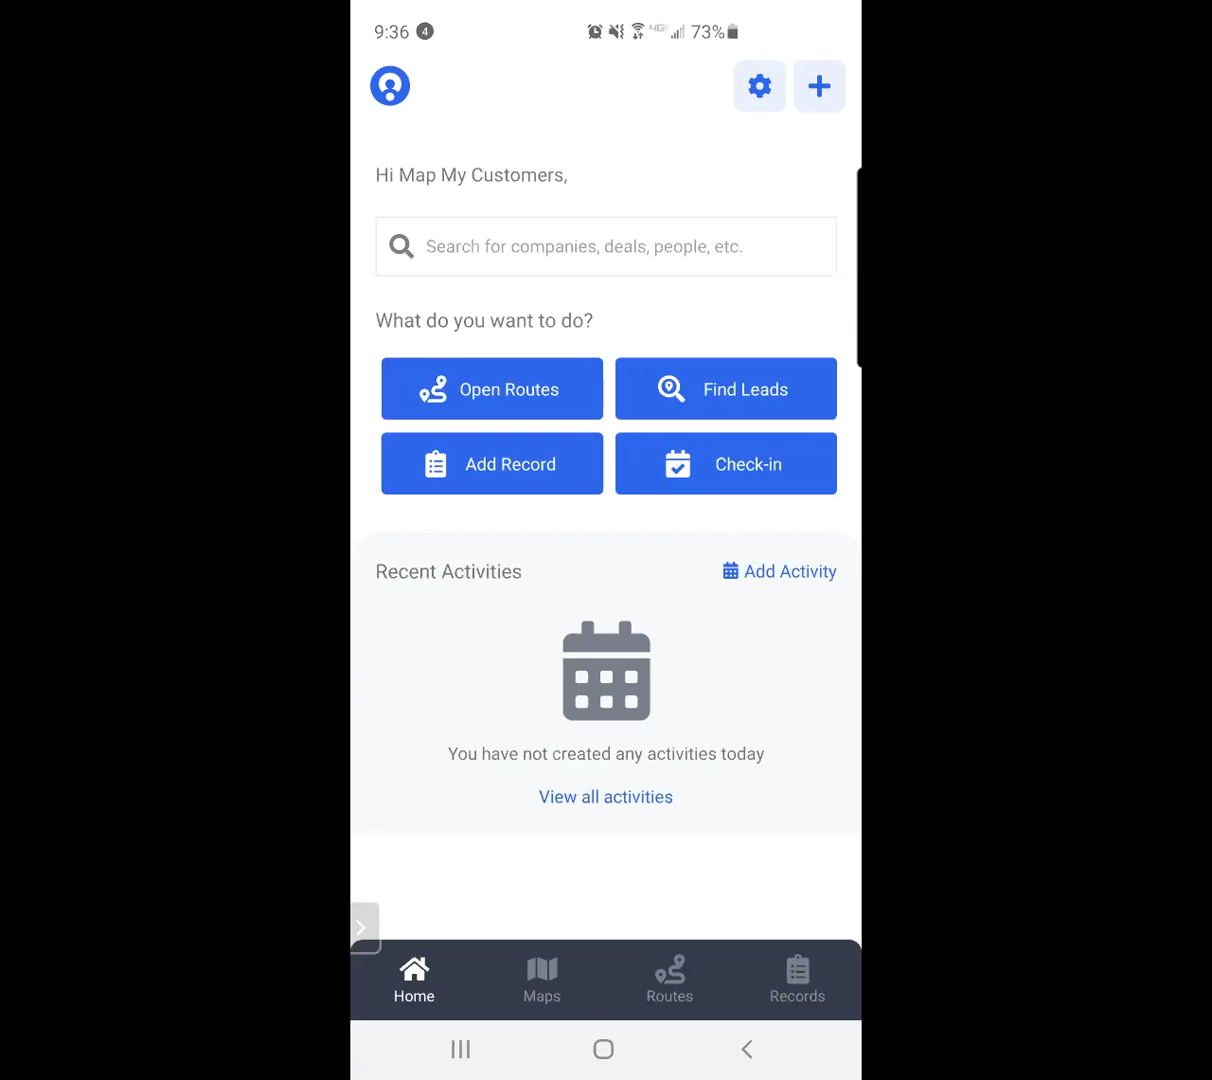 9:36 4 4G 73%
Hi Map My Customers,
Search for companies, deals, people, etc.
What do you want to do?
Open Routes Find Leads
Add Record Check-in
Recent Activities Add Activity
You have not created any activities today
View all activities
Home Maps Routes Records